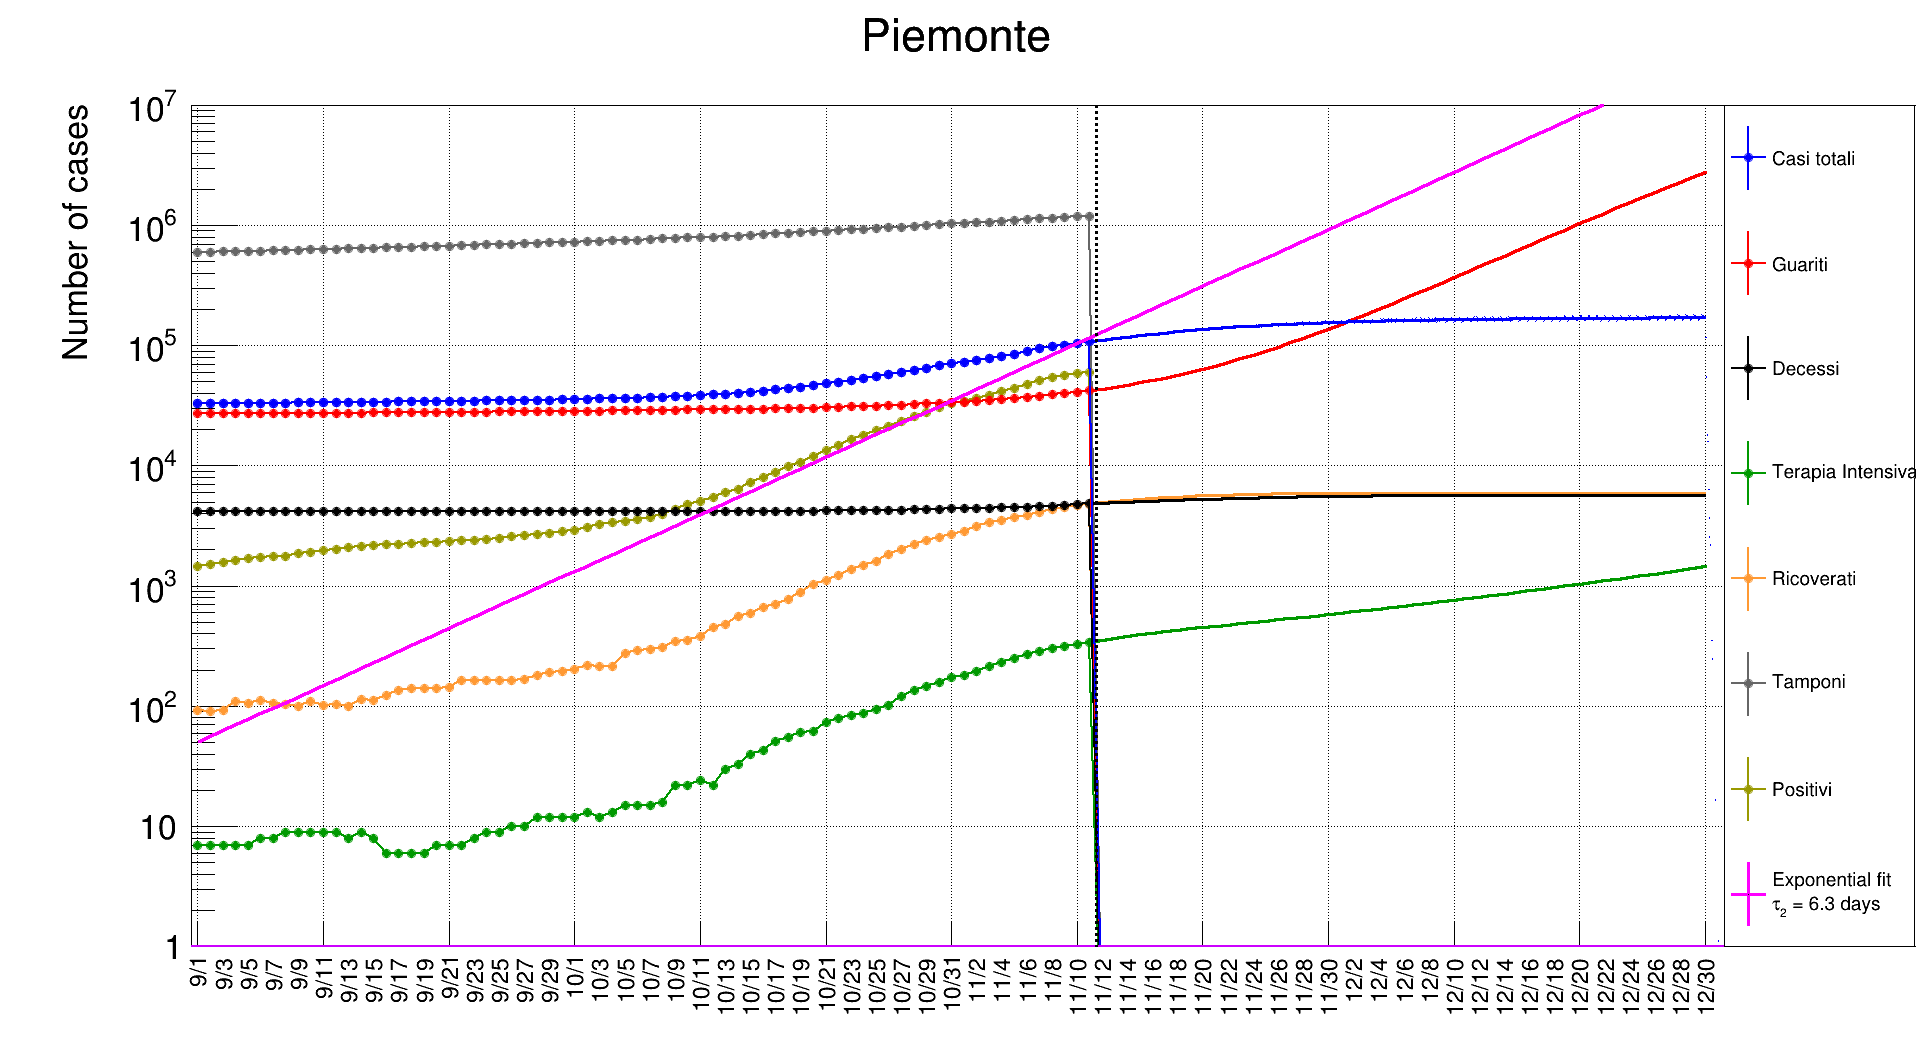 Piemonte
Number of cases
10^7
10^6
10^5
10^4
10^3
10^2
10
1
9/1 9/3 9/5 9/7 9/9 9/11 9/13 9/15 9/17 9/19 9/21 9/23 9/25 9/27 9/29 10/1 10/3 10/5 10/7 10/9 10/11 10/13 10/15 10/17 10/19 10/21 10/23 10/25 10/27 10/29 10/31 11/2 11/4 11/6 11/8 11/10 11/12 11/14 11/16 11/18 11/20 11/22 11/24 11/26 11/28 11/30 12/2 12/4 12/6 12/8 12/10 12/12 12/14 12/16 12/18 12/20 12/22 12/24 12/26 12/28 12/30
Casi totali
Guariti
Decessi
Terapia Intensiva
Ricoverati
Tamponi
Positivi
Exponential fit
τ₂ = 6.3 days